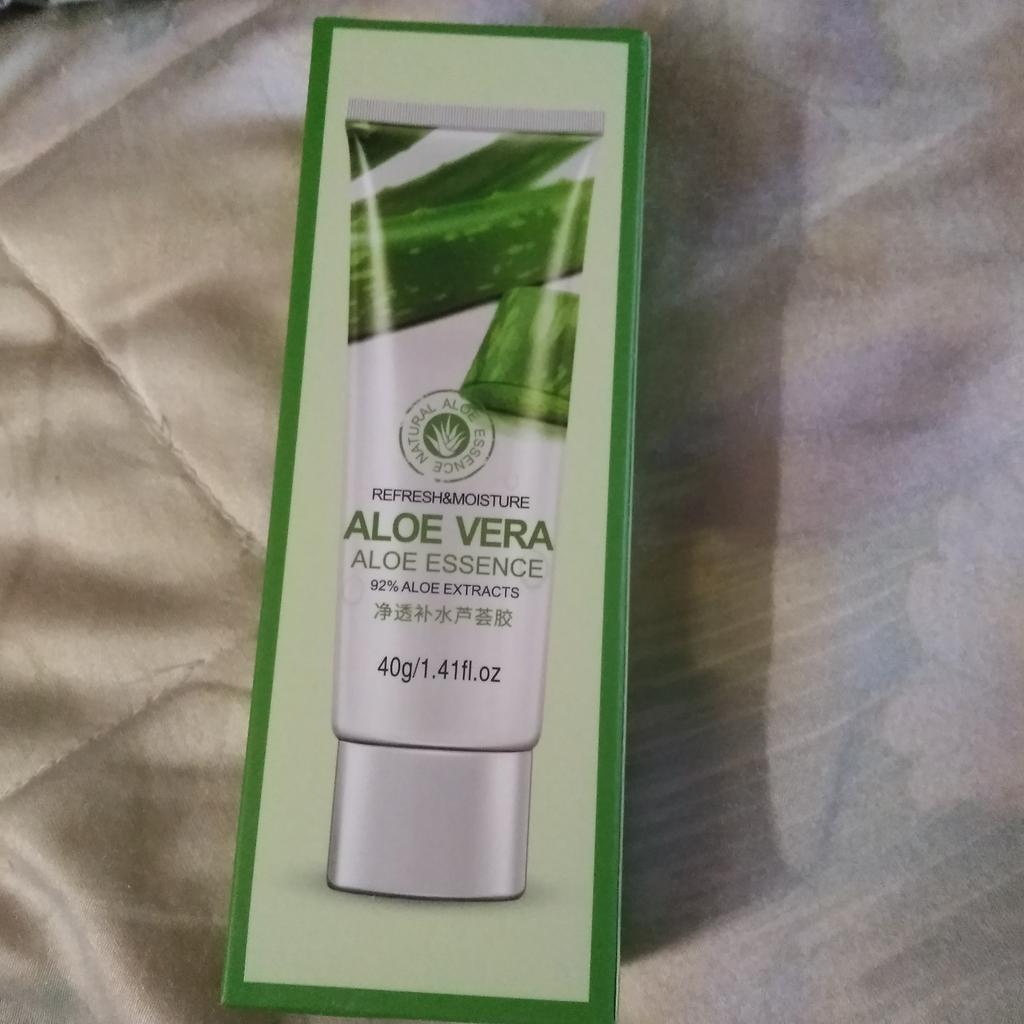 NATURAL ALOE ESSENCE
REFRESH&MOISTURE
ALOE VERA
ALOE ESSENCE
92% ALOE EXTRACTS
净透补水芦荟胶
40g/1.41fl.oz